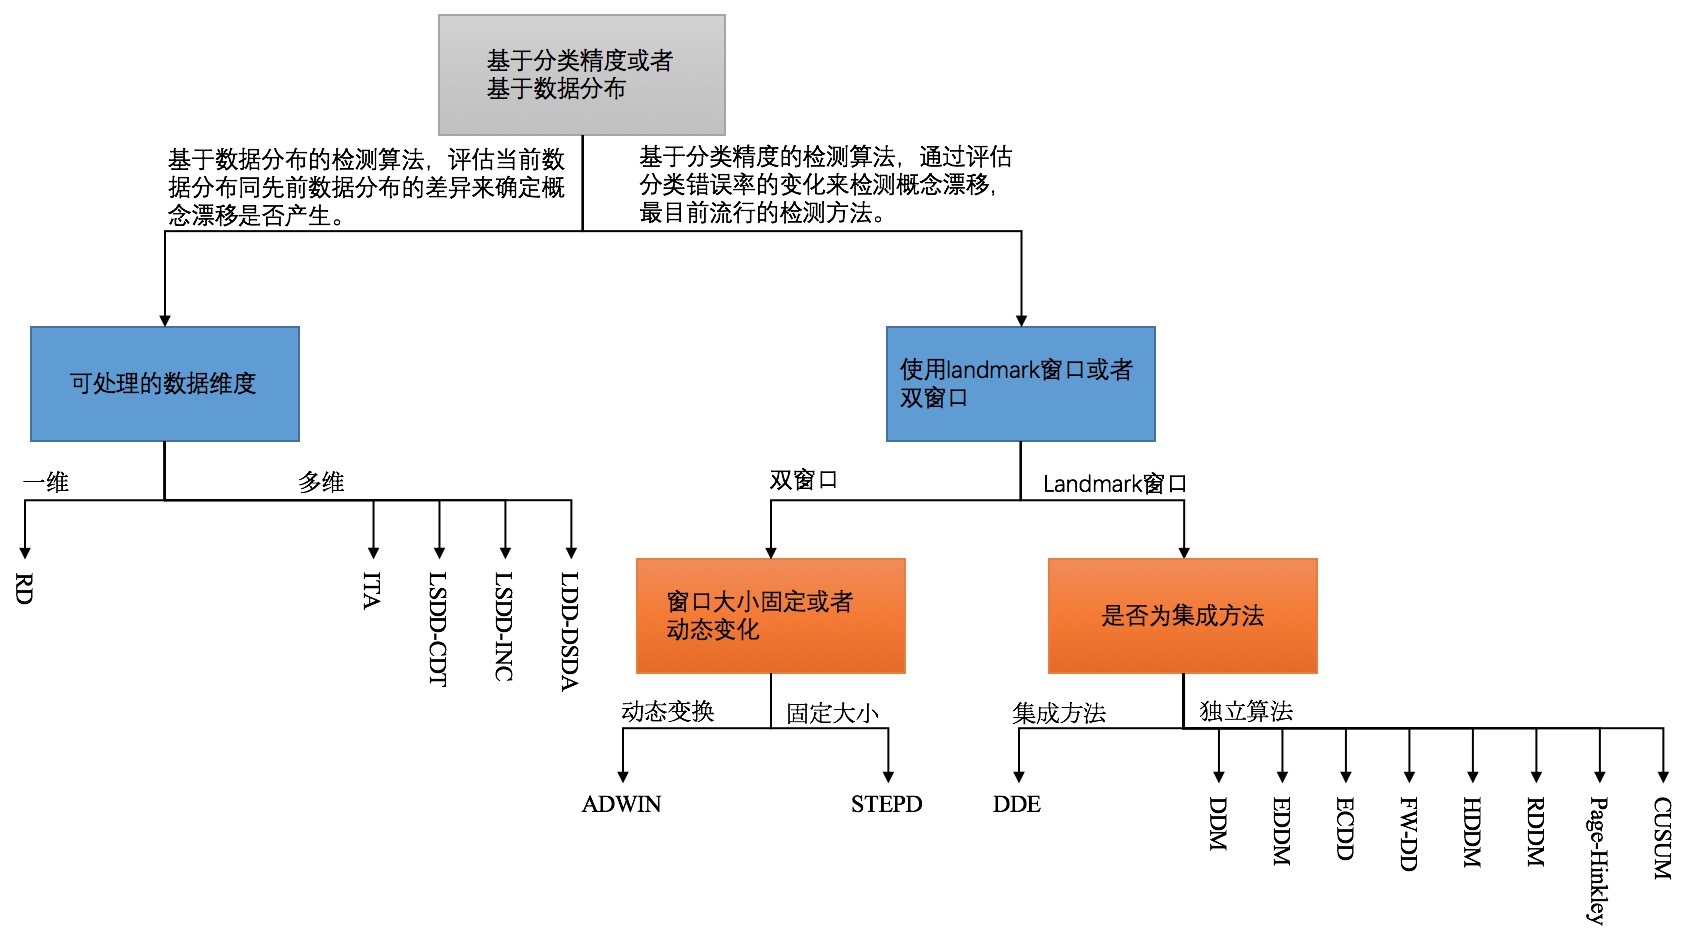 基于分类精度或者
基于数据分布
基于数据分布的检测算法，评估当前数
据分布同先前数据分布的差异来确定概
念漂移是否产生。
基于分类精度的检测算法，通过评估
分类错误率的变化来检测概念漂移，
最目前流行的检测方法。
可处理的数据维度
使用landmark窗口或者
双窗口
一维
多维
双窗口
Landmark窗口
RD
ITA
LSDD-CDT
LSDD-INC
LDD-DSDA
窗口大小固定或者
动态变化
是否为集成方法
动态变换
固定大小
集成方法
独立算法
ADWIN
STEPD
DDE
DDM
EDDM
ECDD
FW-DD
HDDM
RDDM
Page-Hinkley
CUSUM